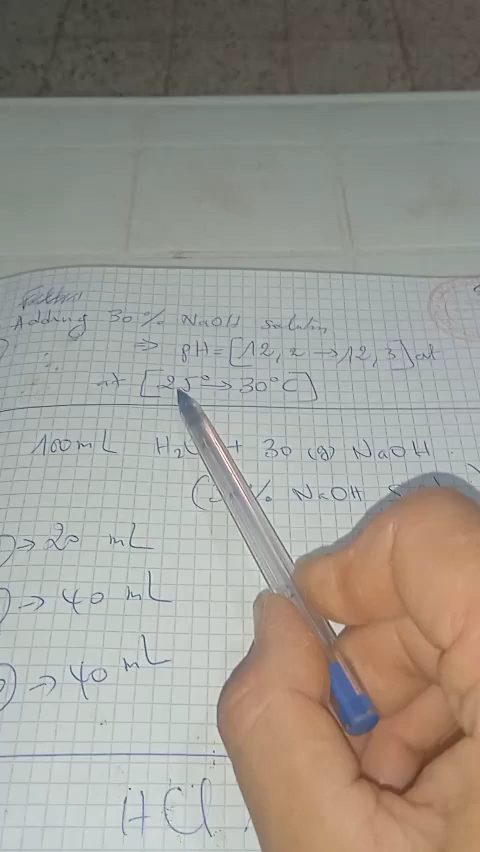 Adding 30% NaOH solution
⇒ pH = [12,2 → 12,3] at
at [25° → 30°C]
100 mL H₂O + 30 (g) NaOH
% NaOH
→ 20 mL
→ 40 mL
→ 40 mL
HCl